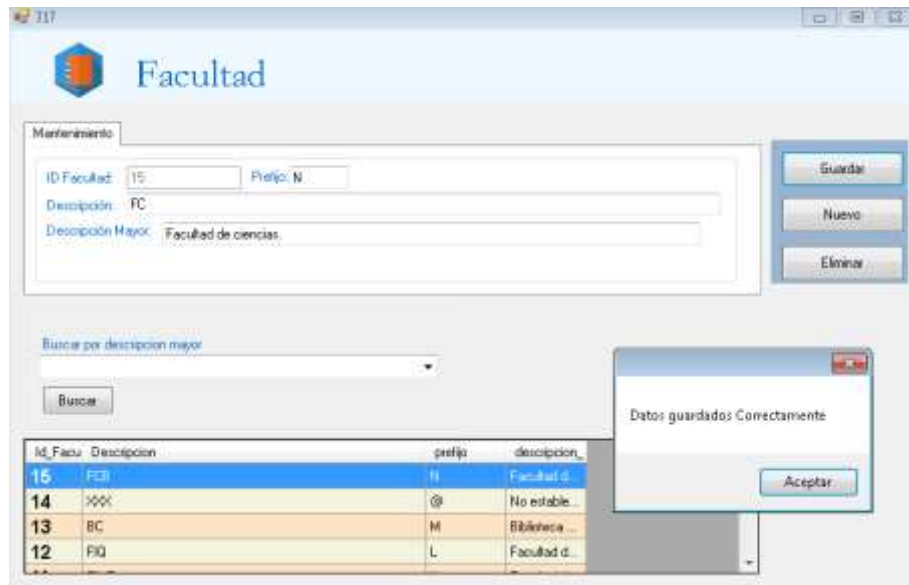 717
Facultad
Mantenimiento
ID Facultad: 15 Prefijo: N
Descripción: FC
Descripción Mayor: Facultad de ciencias.
Guardar
Nuevo
Eliminar
Buscar por descripcion mayor
Buscar
Datos guardados Correctamente
Aceptar
Id_Facu Descripcion prefijo descripcion_
15 FCB N Facultad d...
14 XXX @ No estable...
13 BC M Biblioteca ...
12 FIQ L Facultad d...